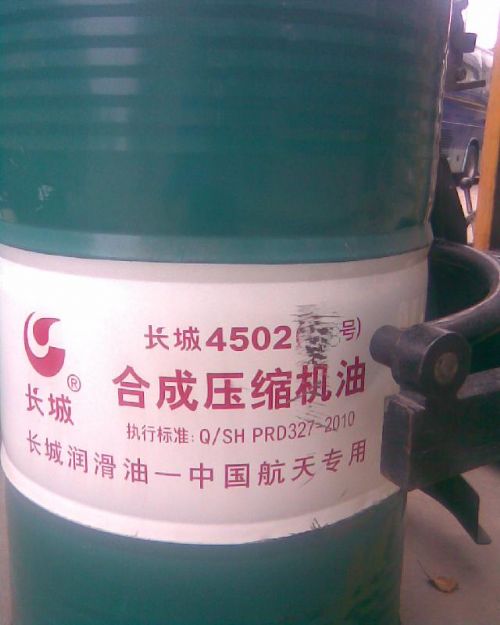 长城4502( 号)
合成压缩机油
执行标准: Q/SH PRD327-2010
长城®
长城润滑油—中国航天专用